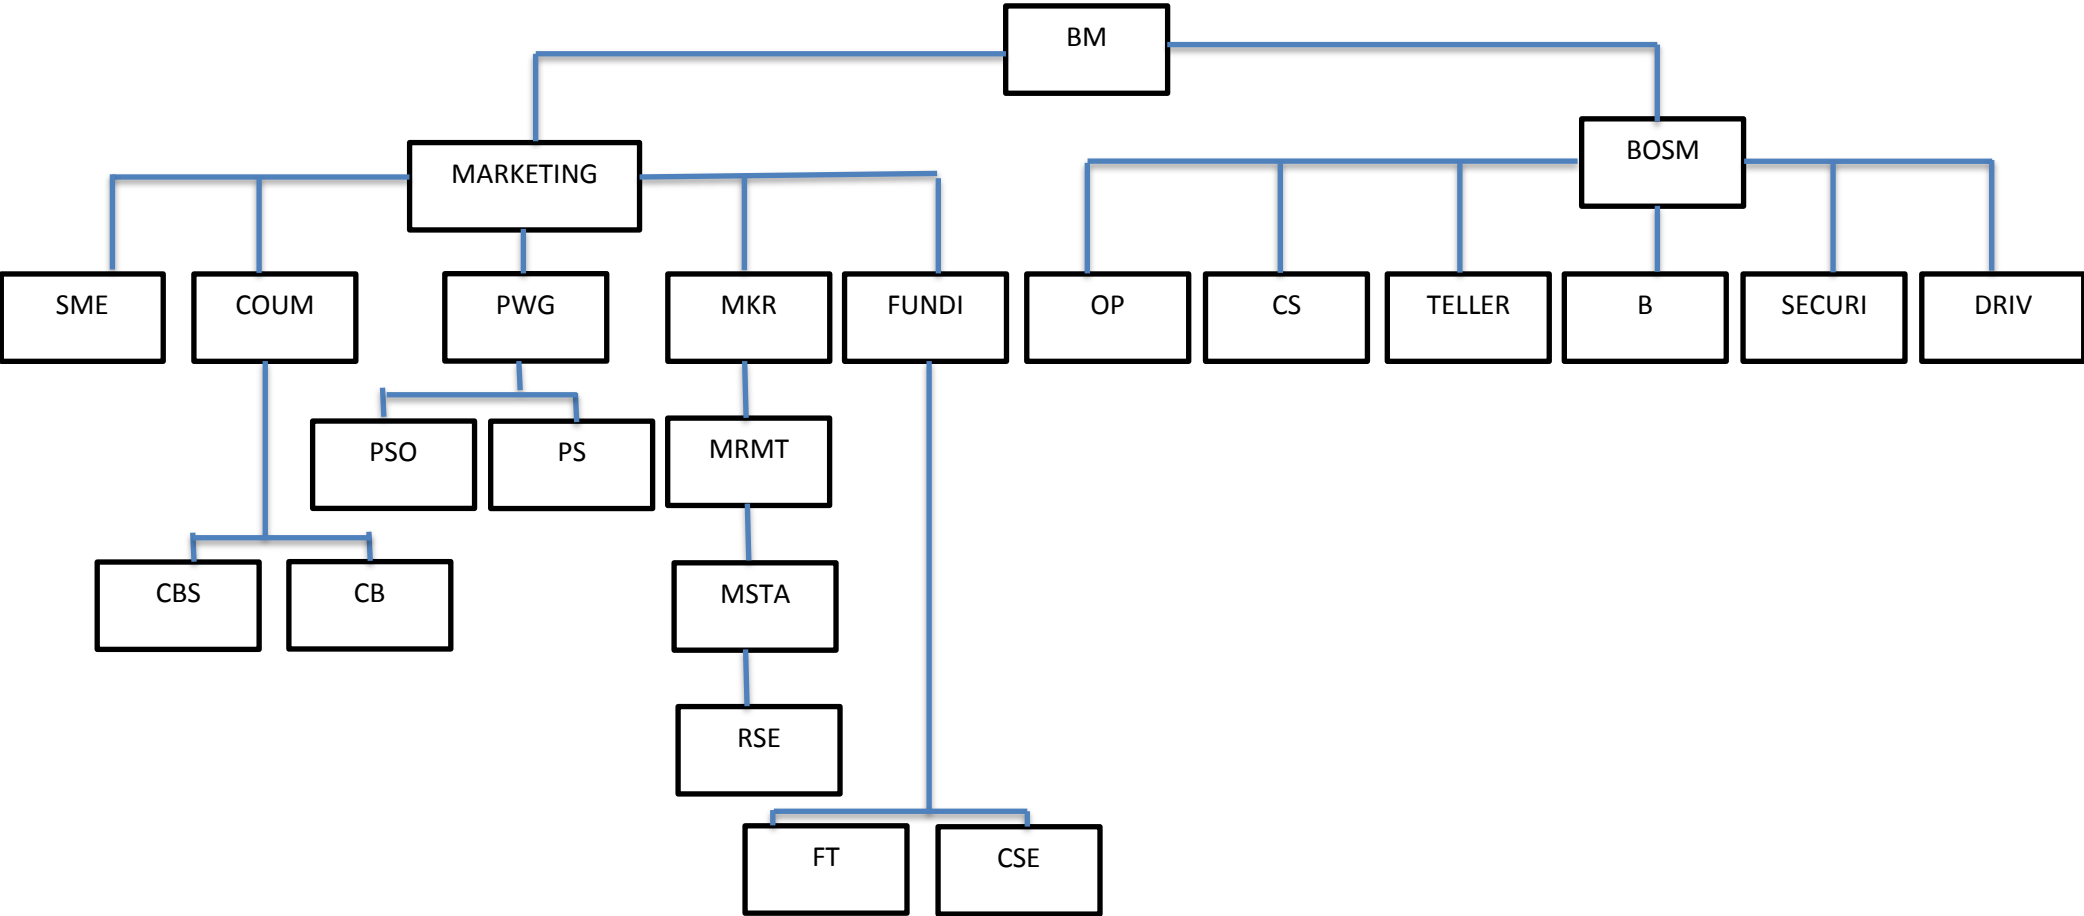 BM
MARKETING
BOSM
SME
COUM
PWG
MKR
FUNDI
OP
CS
TELLER
B
SECURI
DRIV
PSO
PS
MRMT
CBS
CB
MSTA
RSE
FT
CSE